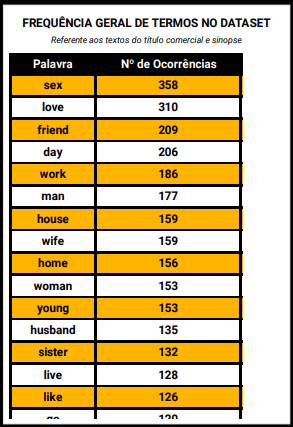 FREQUÊNCIA GERAL DE TERMOS NO DATASET
Referente aos textos do título comercial e sinopse
Palavra Nº de Ocorrências
sex 358
love 310
friend 209
day 206
work 186
man 177
house 159
wife 159
home 156
woman 153
young 153
husband 135
sister 132
live 128
like 126
go 120